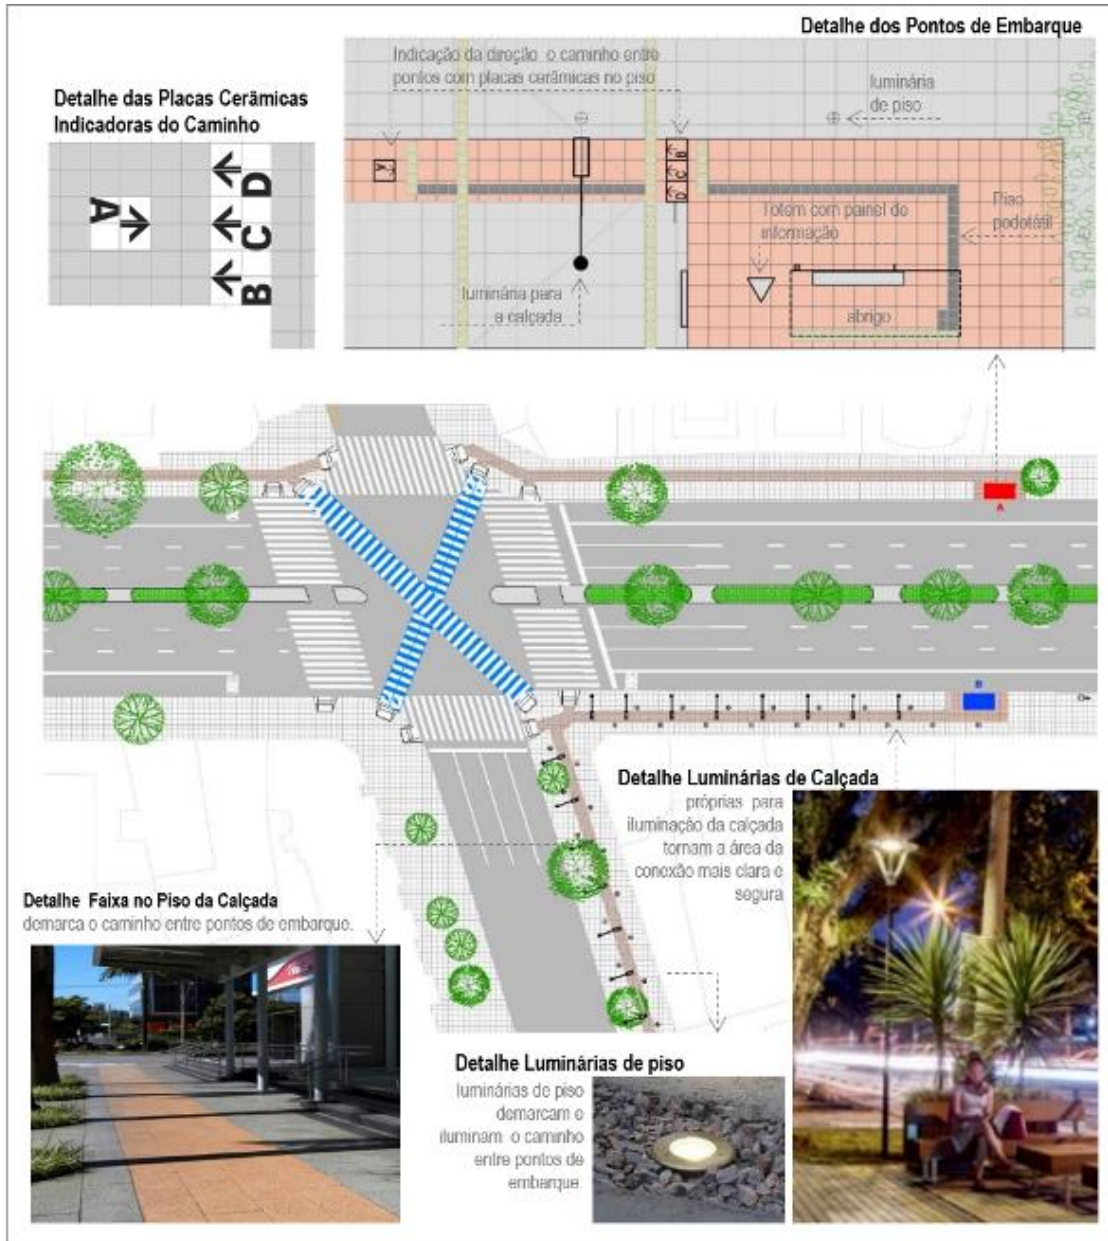 Detalhe dos Pontos de Embarque
Indicação da direção o caminho entre
pontos com placas cerâmicas no piso
luminária
de piso
Detalhe das Placas Cerâmicas
Indicadoras do Caminho
A
D
C
B
A
B
C
D
Totem com painel de
informação
Piso
podotátil
luminária para
a calçada
abrigo
A
B
Detalhe Luminárias de Calçada
próprias para
iluminação da calçada
tornam a área da
conexão mais clara e
segura
Detalhe Faixa no Piso da Calçada
demarca o caminho entre pontos de embarque.
Detalhe Luminárias de piso
luminárias de piso
demarcam e
iluminam o caminho
entre pontos de
embarque.